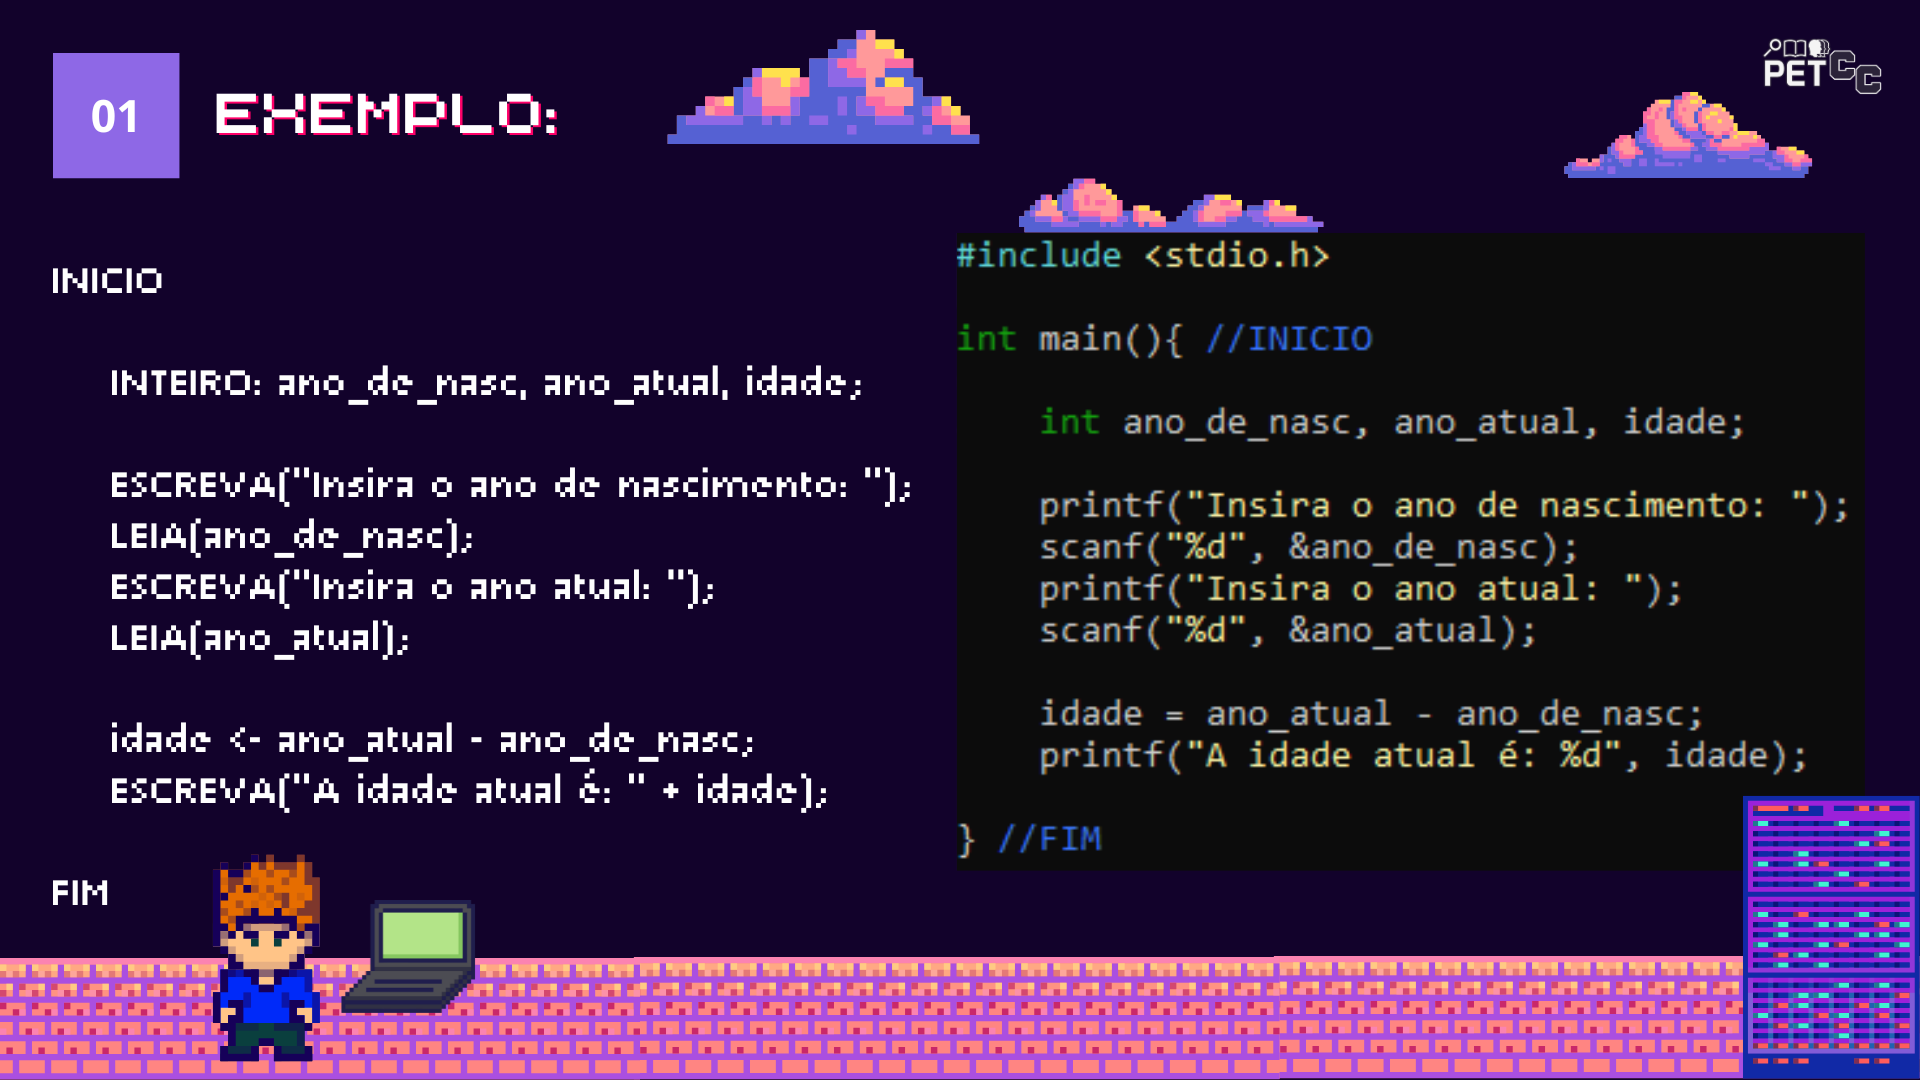 01
EXEMPLO:
PET CC
INICIO
INTEIRO: ano_de_nasc, ano_atual, idade;
ESCREVA("Insira o ano de nascimento: ");
LEIA(ano_de_nasc);
ESCREVA("Insira o ano atual: ");
LEIA(ano_atual);
idade <- ano_atual - ano_de_nasc;
ESCREVA("A idade atual é: " + idade);
FIM
#include <stdio.h>
int main(){ //INICIO
int ano_de_nasc, ano_atual, idade;
printf("Insira o ano de nascimento: ");
scanf("%d", &ano_de_nasc);
printf("Insira o ano atual: ");
scanf("%d", &ano_atual);
idade = ano_atual - ano_de_nasc;
printf("A idade atual é: %d", idade);
} //FIM